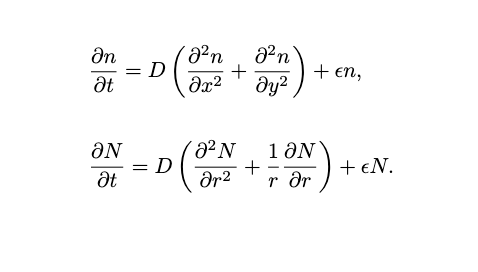 ∂n/∂t = D (∂²n/∂x² + ∂²n/∂y²) + ϵn,
∂N/∂t = D (∂²N/∂r² + 1/r ∂N/∂r) + ϵN.